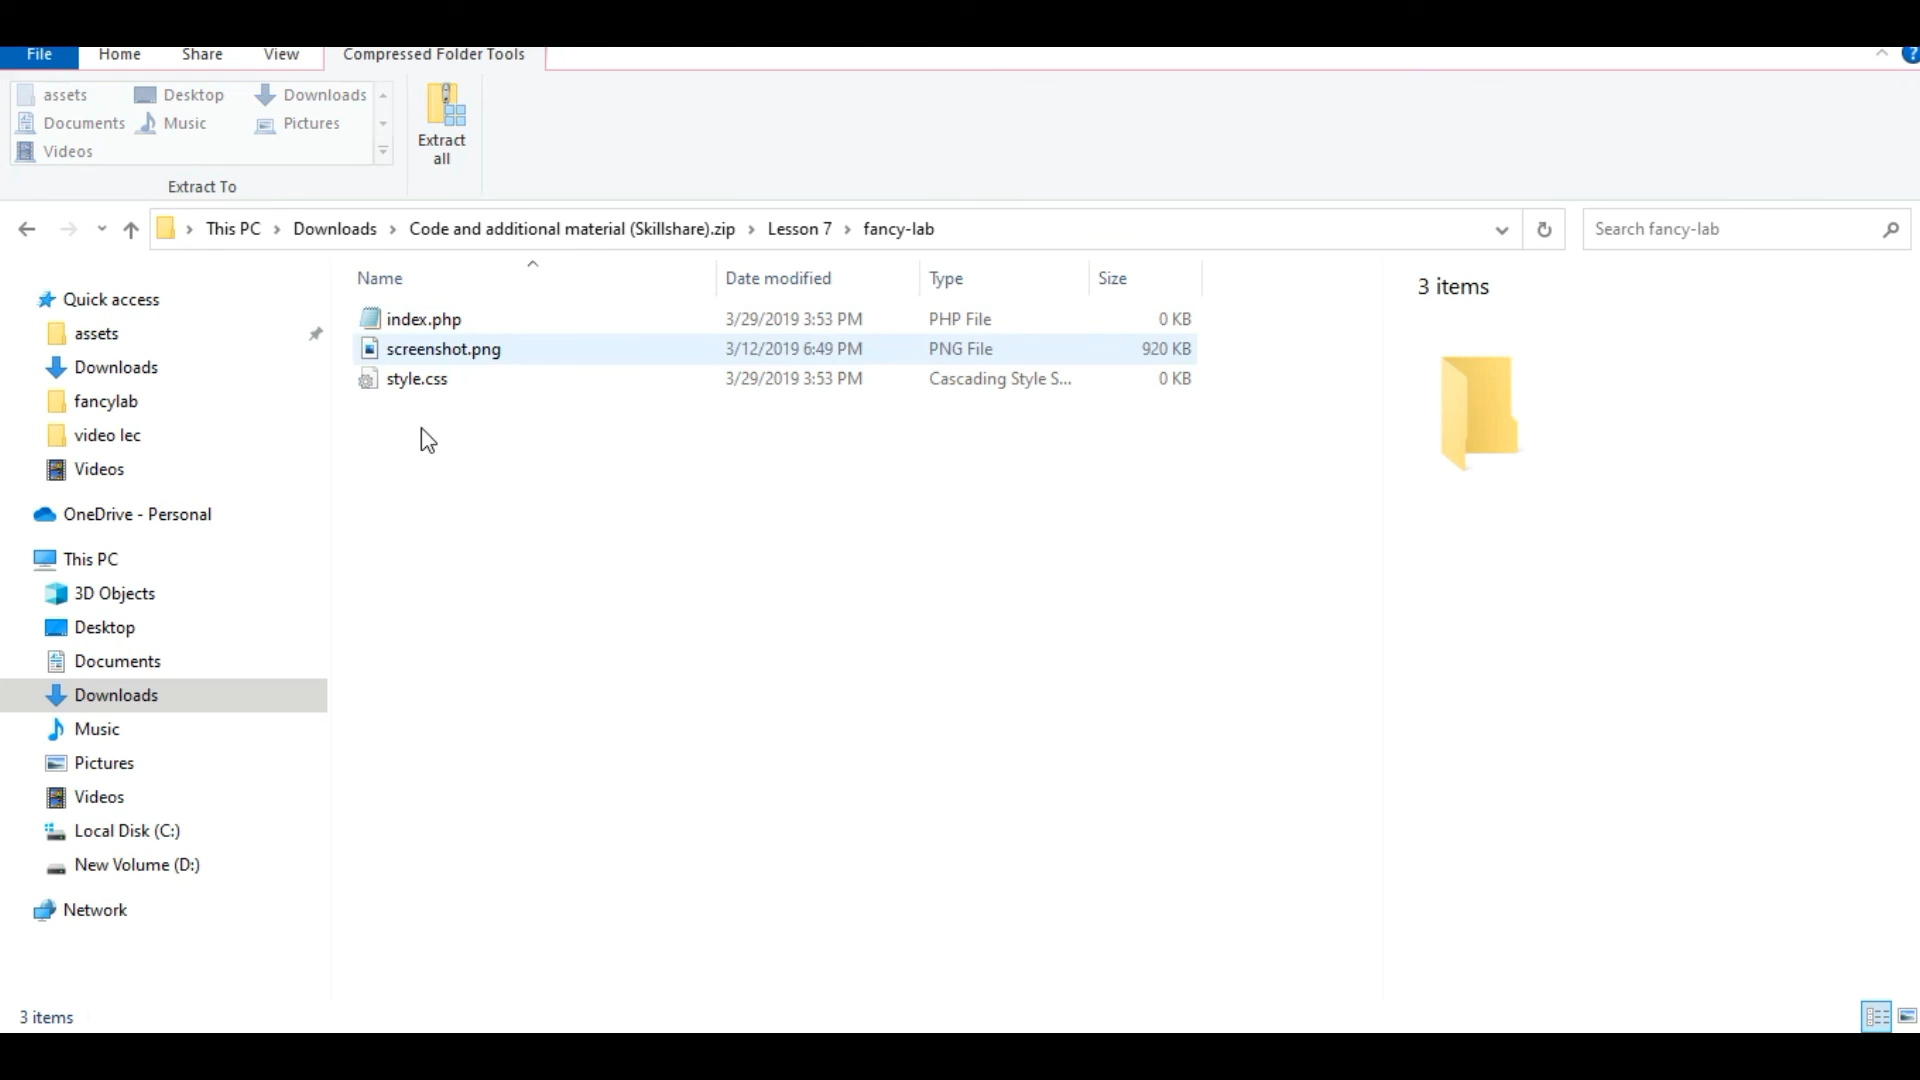 File Home Share View Compressed Folder Tools ?
assets Desktop Downloads
Documents Music Pictures
Videos
Extract all
Extract To
This PC Downloads Code and additional material (Skillshare).zip Lesson 7 fancy-lab Search fancy-lab
Name Date modified Type Size
index.php 3/29/2019 3:53 PM PHP File 0 KB
screenshot.png 3/12/2019 6:49 PM PNG File 920 KB
style.css 3/29/2019 3:53 PM Cascading Style S... 0 KB
3 items
Quick access
assets
Downloads
fancylab
video lec
Videos
OneDrive - Personal
This PC
3D Objects
Desktop
Documents
Downloads
Music
Pictures
Videos
Local Disk (C:)
New Volume (D:)
Network
3 items